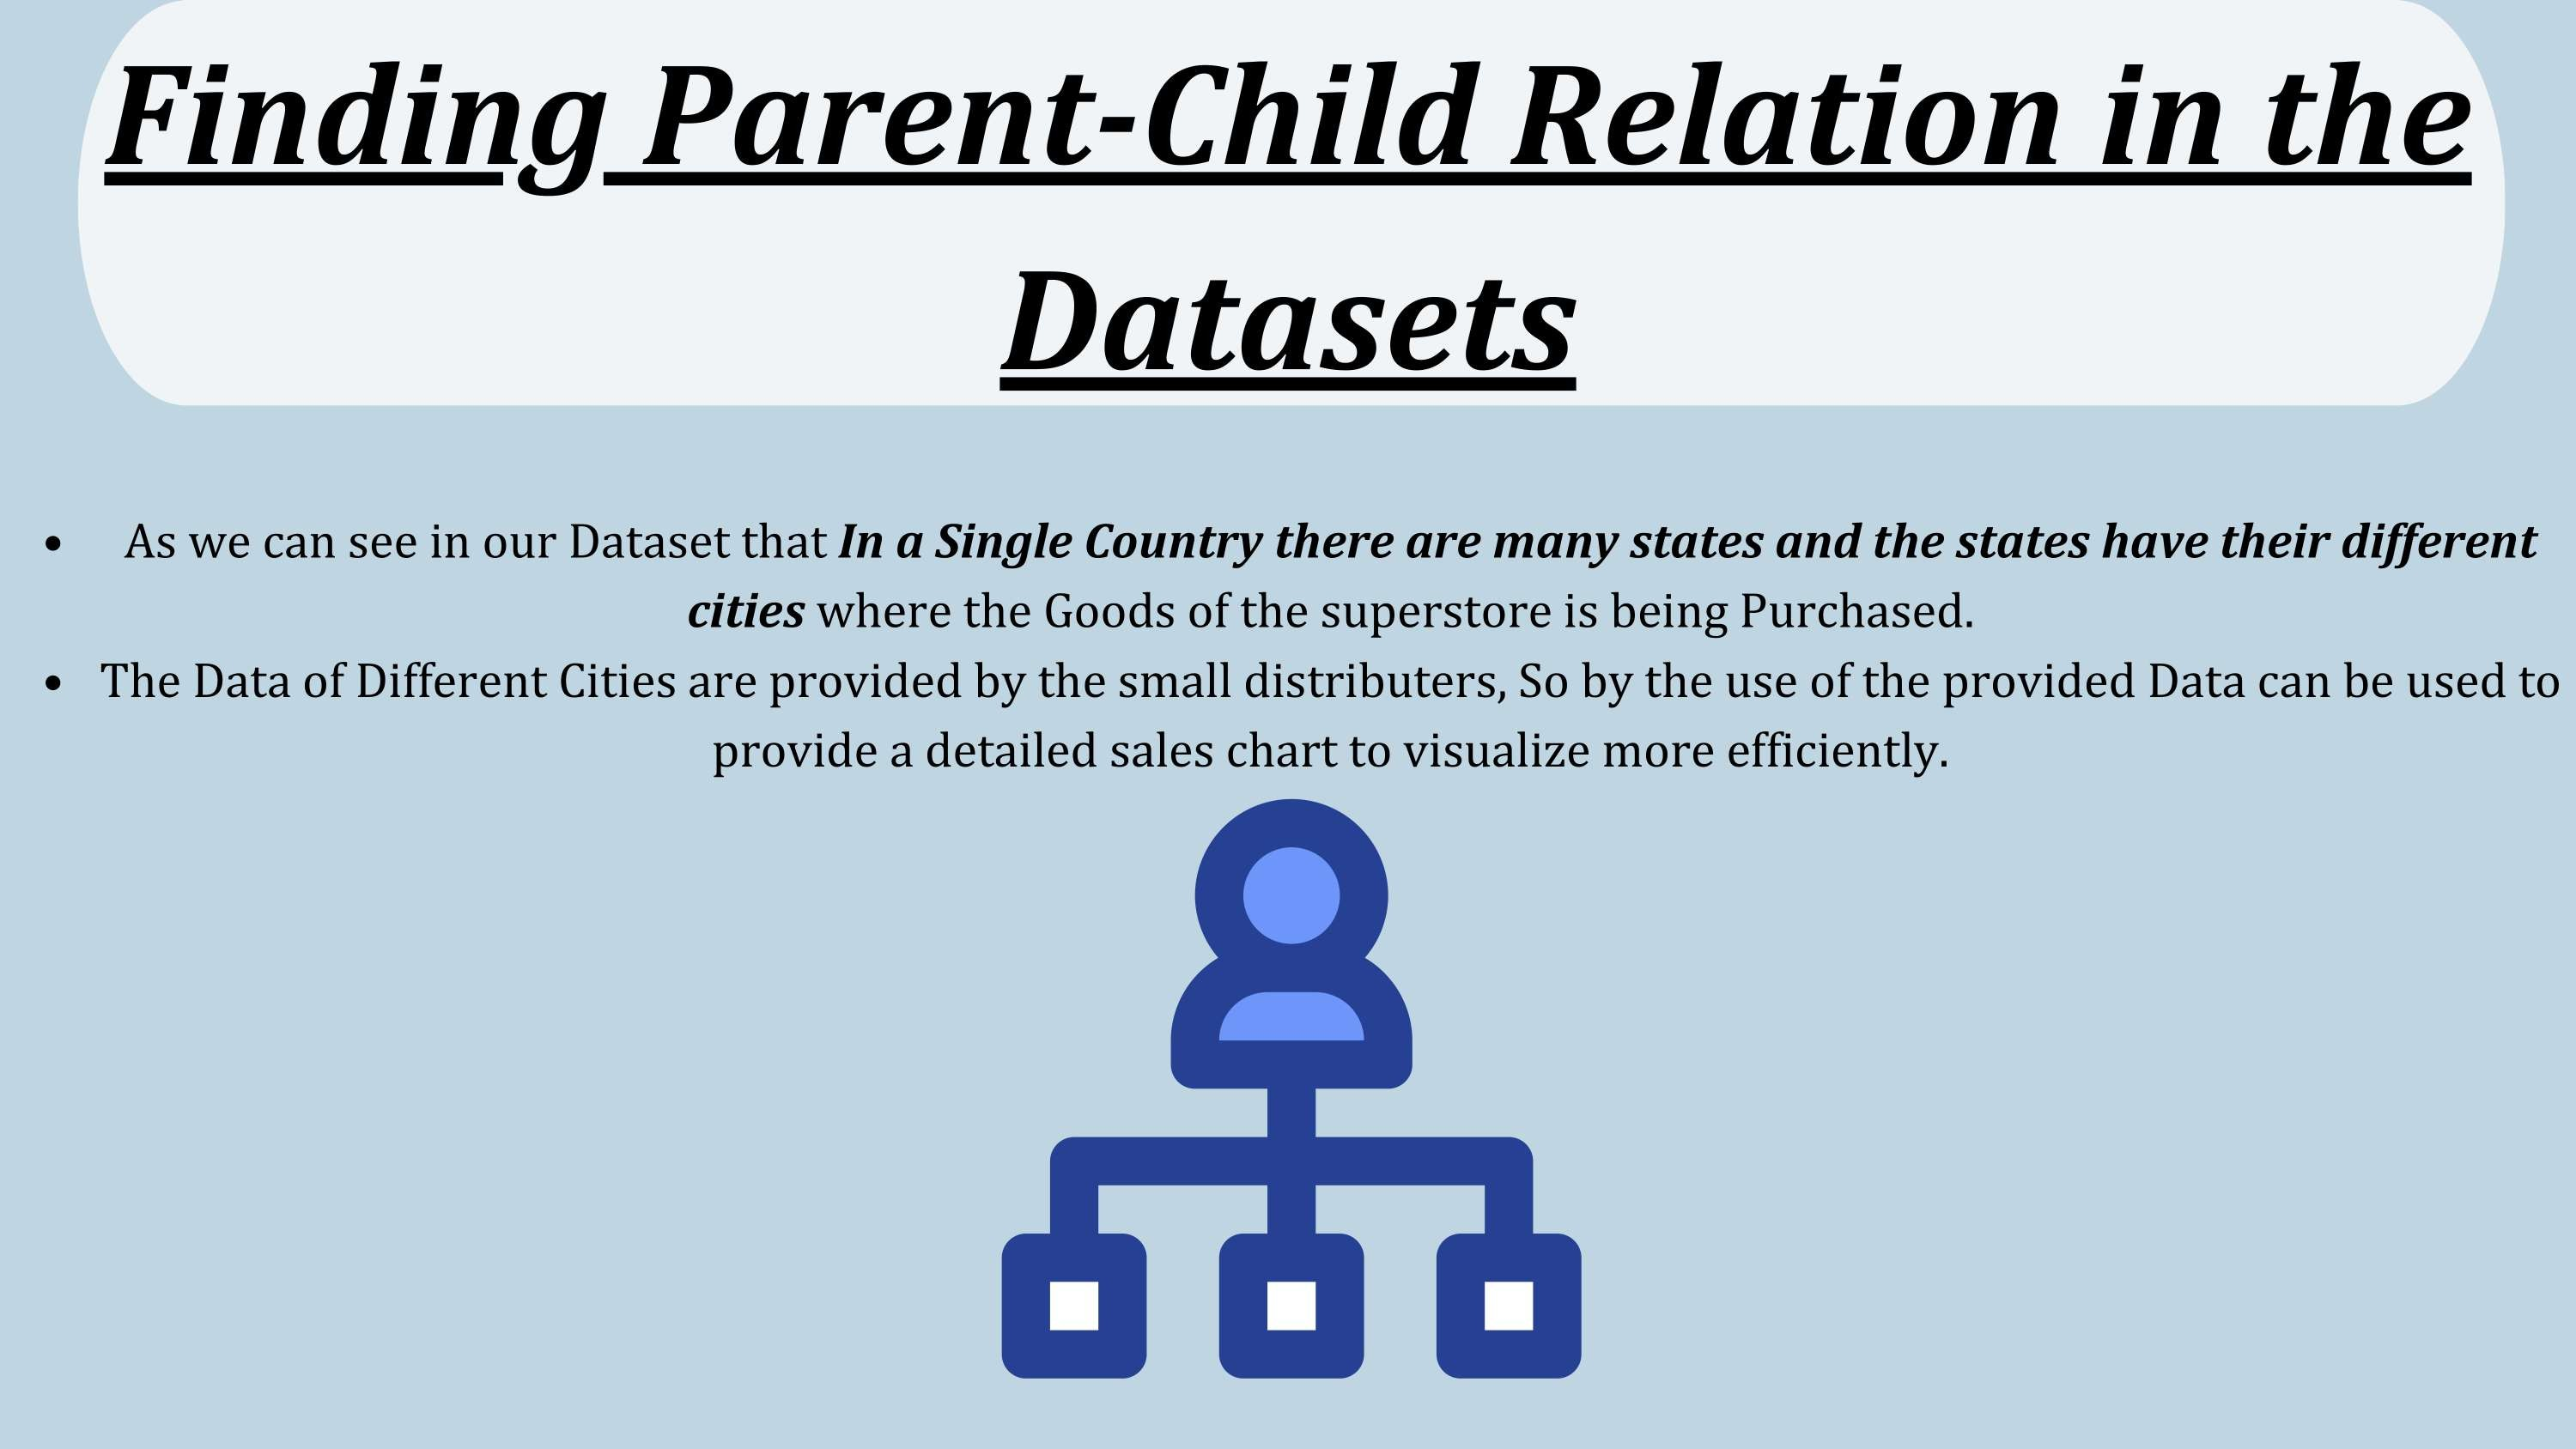 Finding Parent-Child Relation in the
Datasets
• As we can see in our Dataset that In a Single Country there are many states and the states have their different
cities where the Goods of the superstore is being Purchased.
• The Data of Different Cities are provided by the small distributers, So by the use of the provided Data can be used to
provide a detailed sales chart to visualize more efficiently.